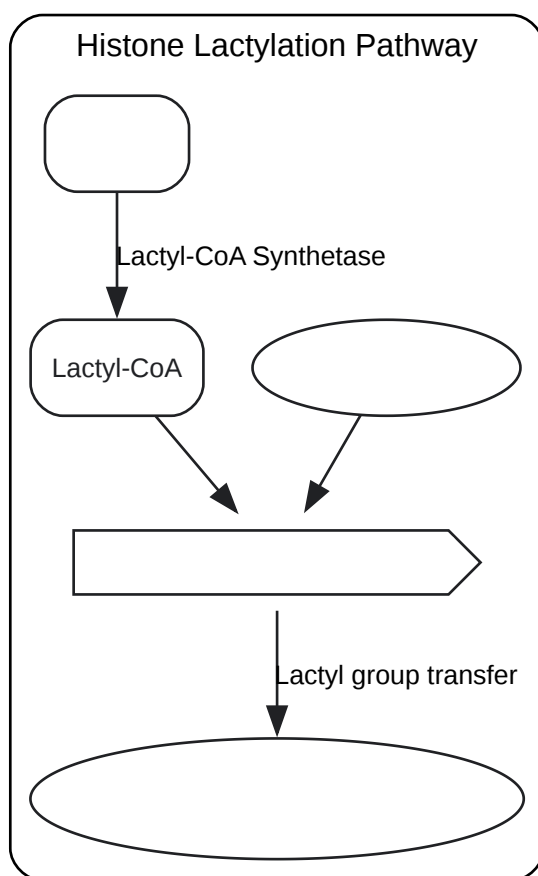 Histone Lactylation Pathway
Lactyl-CoA Synthetase
Lactyl-CoA
Lactyl group transfer